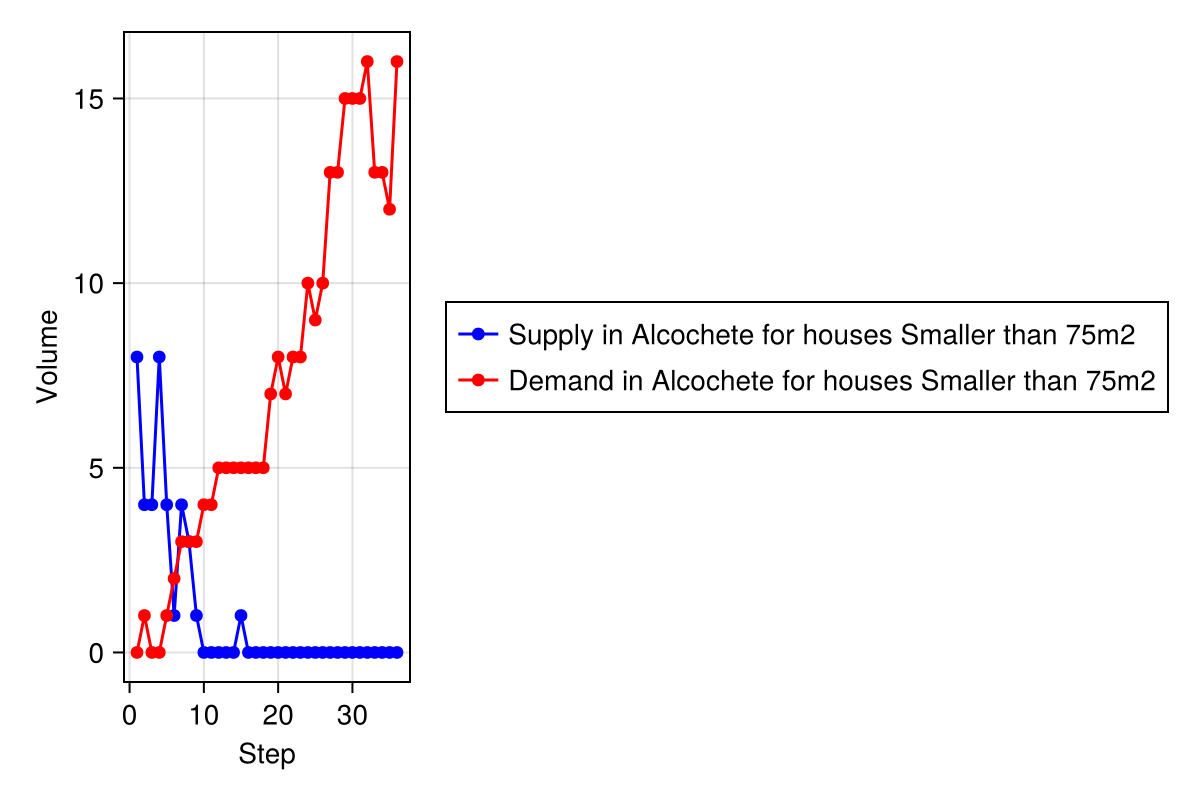 15
10
5
0
Volume
0 10 20 30
Step
Supply in Alcochete for houses Smaller than 75m2
Demand in Alcochete for houses Smaller than 75m2